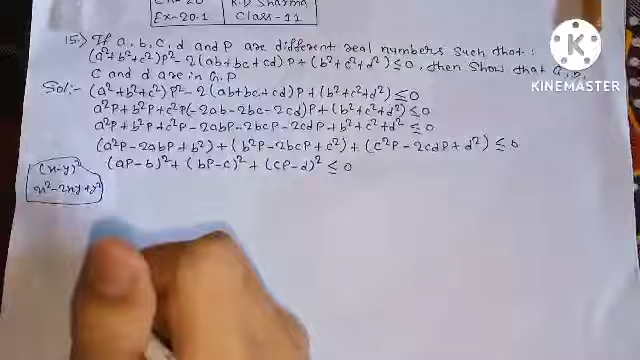 Ch-20
R.D Sharma
Ex-20.1
Class-11
KINEMASTER
15> If a, b, c, d and P are different real numbers such that:
(a²+b²+c²)P²-2(ab+bc+cd)P+(b²+c²+d²)≤0, then show that a, b,
c and d are in G.P
Sol:- (a²+b²+c²)P²-2(ab+bc+cd)P+(b²+c²+d²)≤0
a²P+b²P+c²P(-2ab-2bc-2cd)P+(b²+c²+d²)≤0
a²P+b²P+c²P-2abP-2bcP-2cdP+b²+c²+d²≤0
(a²P-2abP+b²)+(b²P-2bcP+c²)+(c²P-2cdP+d²)≤0
(aP-b)²+(bP-c)²+(cP-d)²≤0
(x-y)²
x²-2xy+y²